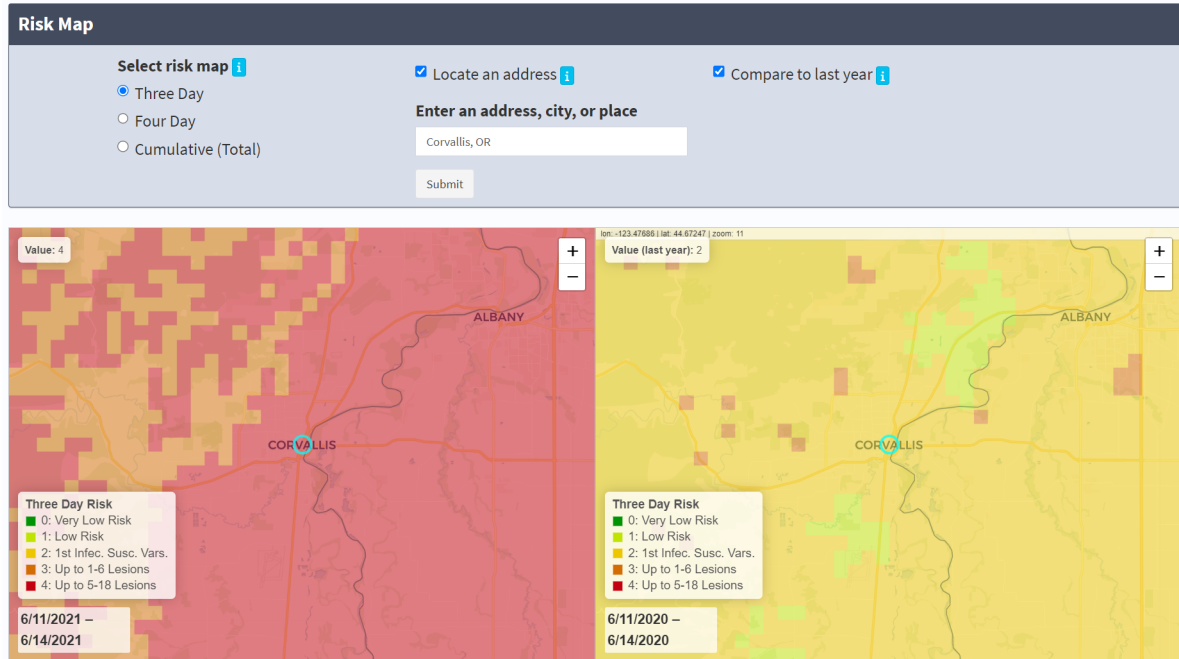 Risk Map
Select risk map i
Three Day
Four Day
Cumulative (Total)
Locate an address i
Enter an address, city, or place
Corvallis, OR
Submit
Compare to last year i
Value: 4
+
−
ALBANY
CORVALLIS
Three Day Risk
0: Very Low Risk
1: Low Risk
2: 1st Infec. Susc. Vars.
3: Up to 1-6 Lesions
4: Up to 5-18 Lesions
6/11/2021 –
6/14/2021
lon: -123.47686 | lat: 44.67247 | zoom: 11
Value (last year): 2
+
−
ALBANY
CORVALLIS
Three Day Risk
0: Very Low Risk
1: Low Risk
2: 1st Infec. Susc. Vars.
3: Up to 1-6 Lesions
4: Up to 5-18 Lesions
6/11/2020 –
6/14/2020